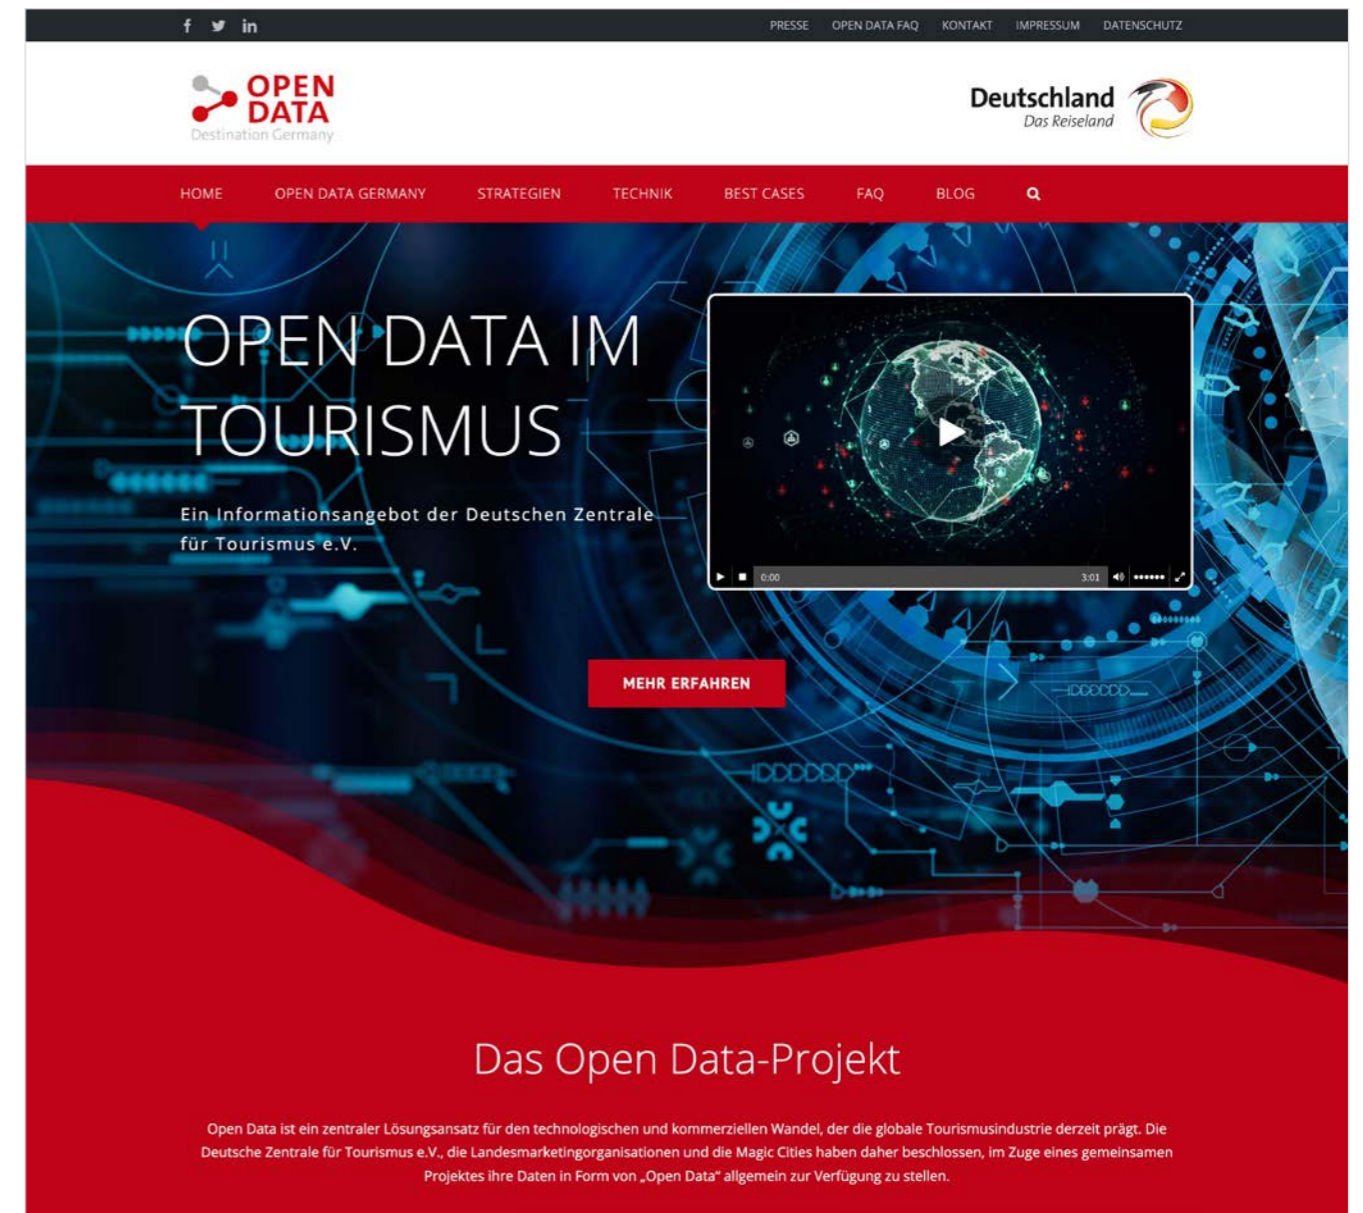 PRESSE OPEN DATA FAQ KONTAKT IMPRESSUM DATENSCHUTZ
OPEN
DATA
Destination Germany
Deutschland
Das Reiseland
HOME OPEN DATA GERMANY STRATEGIEN TECHNIK BEST CASES FAQ BLOG
OPEN DATA IM
TOURISMUS
Ein Informationsangebot der Deutschen Zentrale
für Tourismus e.V.
0:00 3:01
MEHR ERFAHREN
Das Open Data-Projekt
Open Data ist ein zentraler Lösungsansatz für den technologischen und kommerziellen Wandel, der die globale Tourismusindustrie derzeit prägt. Die
Deutsche Zentrale für Tourismus e.V., die Landesmarketingorganisationen und die Magic Cities haben daher beschlossen, im Zuge eines gemeinsamen
Projektes ihre Daten in Form von „Open Data“ allgemein zur Verfügung zu stellen.